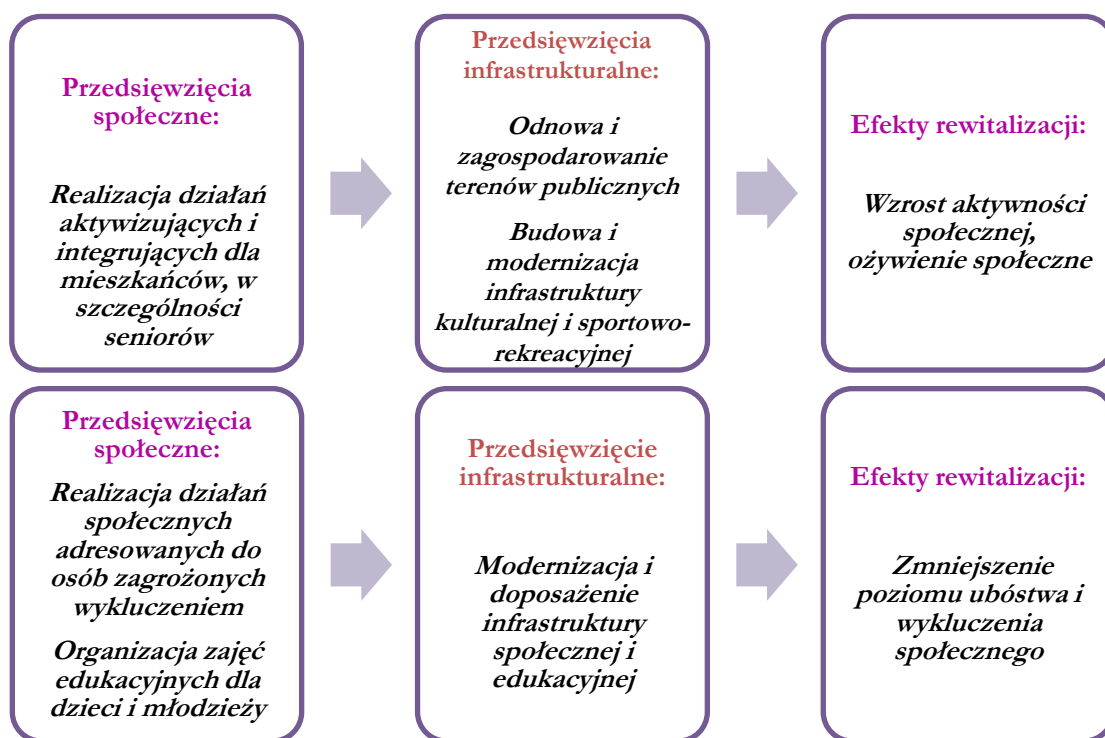 Przedsięwzięcia
społeczne:
Realizacja działań
aktywizujących i
integrujących dla
mieszkańców, w
szczególności
seniorów
Przedsięwzięcia
infrastrukturalne:
Odnowa i
zagospodarowanie
terenów publicznych
Budowa i
modernizacja
infrastruktury
kulturalnej i sportowo-
rekreacyjnej
Efekty rewitalizacji:
Wzrost aktywności
społecznej,
ożywienie społeczne
Przedsięwzięcia
społeczne:
Realizacja działań
społecznych
adresowanych do
osób zagrożonych
wykluczeniem
Organizacja zajęć
edukacyjnych dla
dzieci i młodzieży
Przedsięwzięcie
infrastrukturalne:
Modernizacja i
doposażenie
infrastruktury
społecznej i
edukacyjnej
Efekty rewitalizacji:
Zmniejszenie
poziomu ubóstwa i
wykluczenia
społecznego